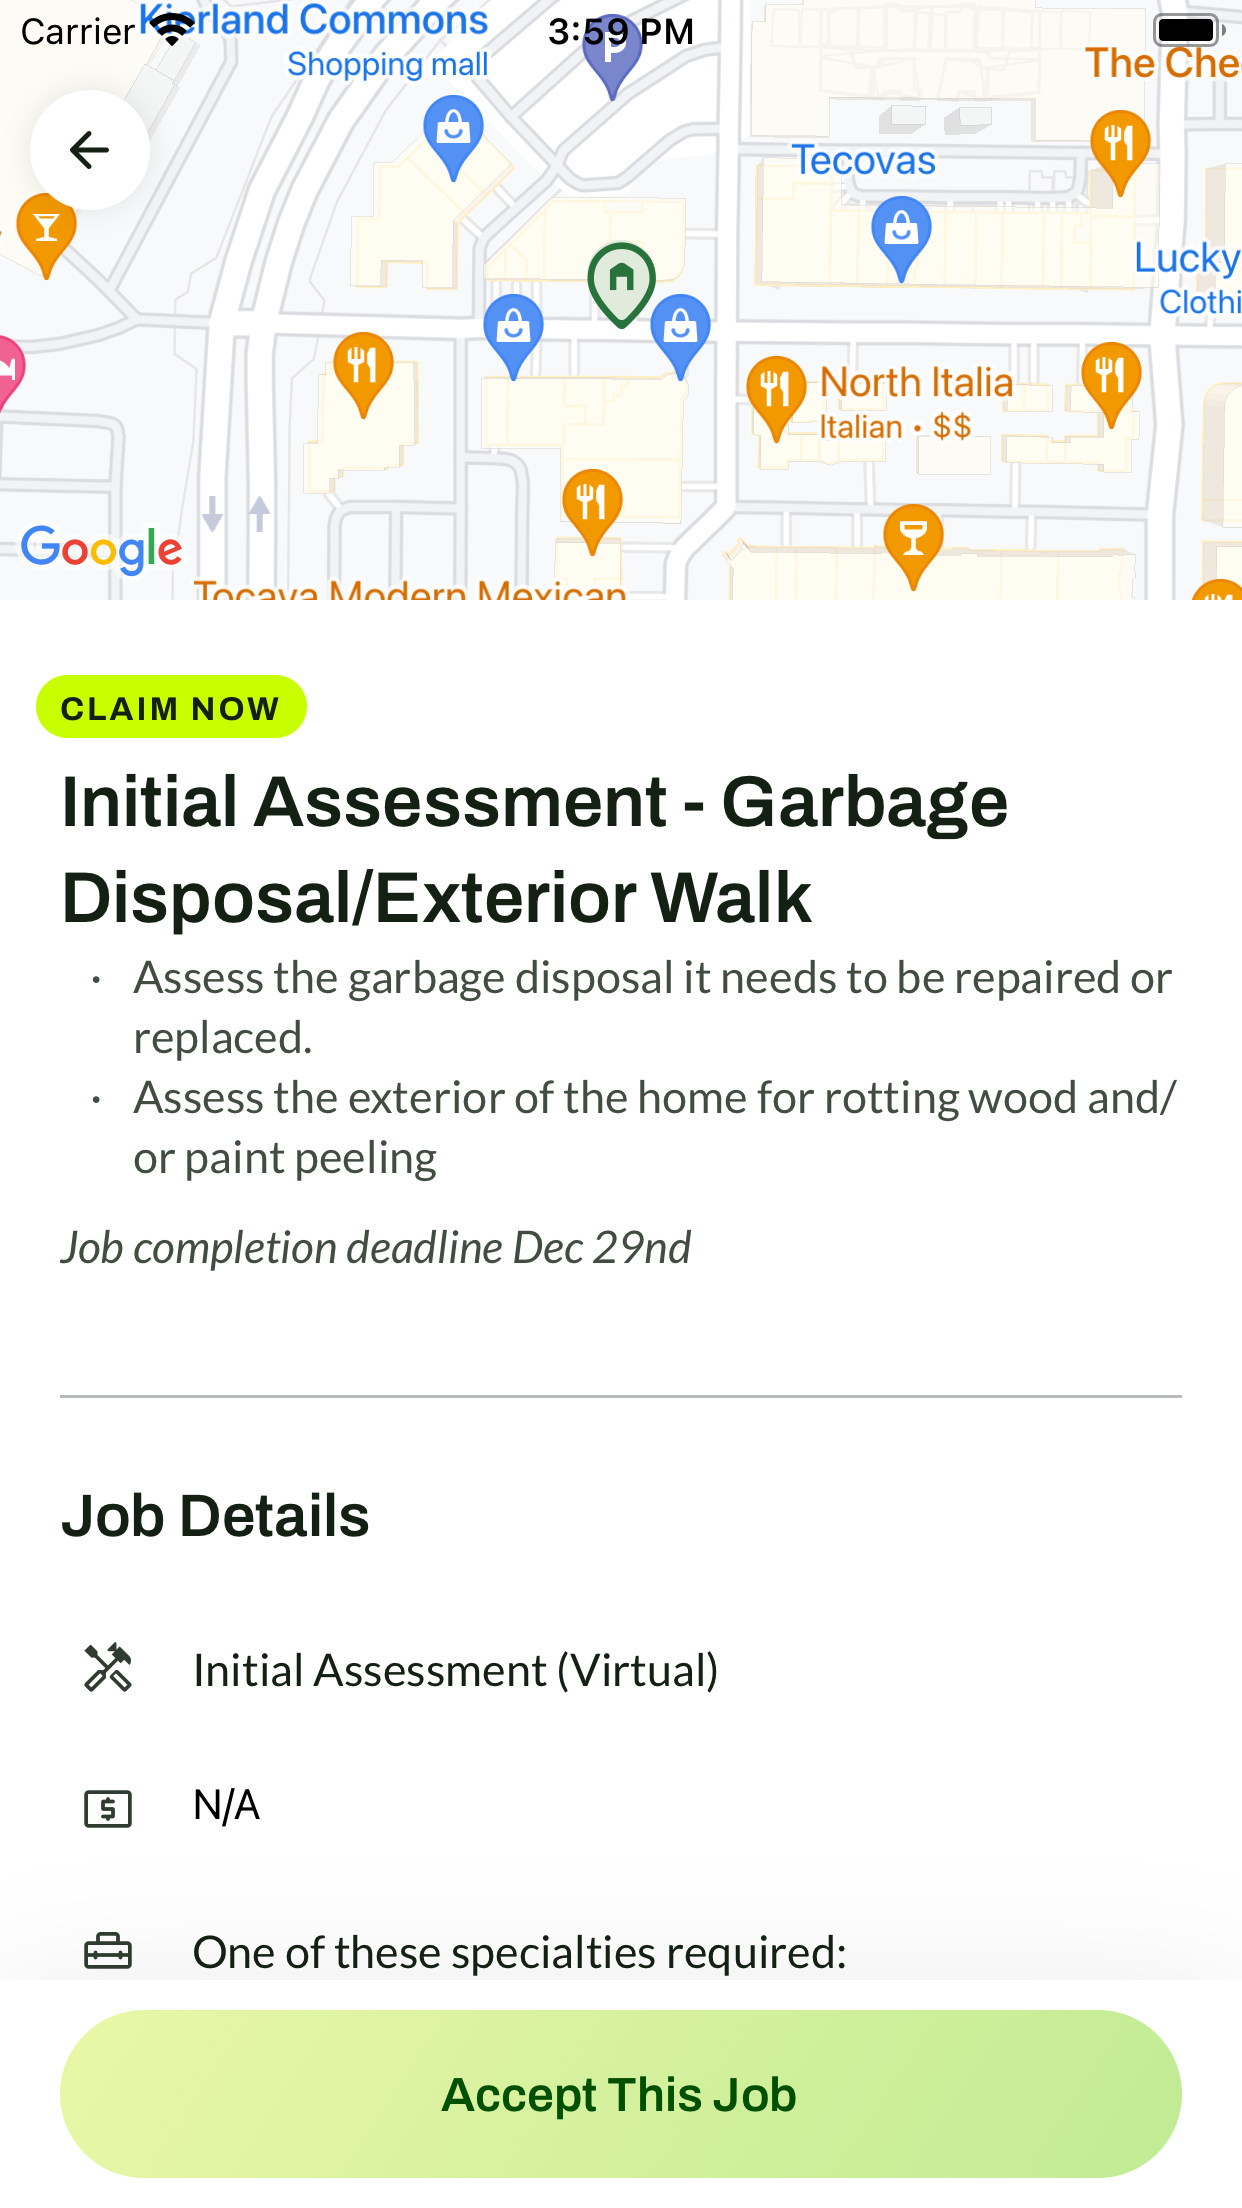 Carrier
3:59 PM
Kierland Commons
Shopping mall
P
The Che
Tecovas
Lucky
Clothi
North Italia
Italian • $$
Google
Tocaya Modern Mexican
CLAIM NOW
Initial Assessment - Garbage
Disposal/Exterior Walk
· Assess the garbage disposal it needs to be repaired or
replaced.
· Assess the exterior of the home for rotting wood and/
or paint peeling
Job completion deadline Dec 29nd
Job Details
Initial Assessment (Virtual)
N/A
One of these specialties required:
Accept This Job